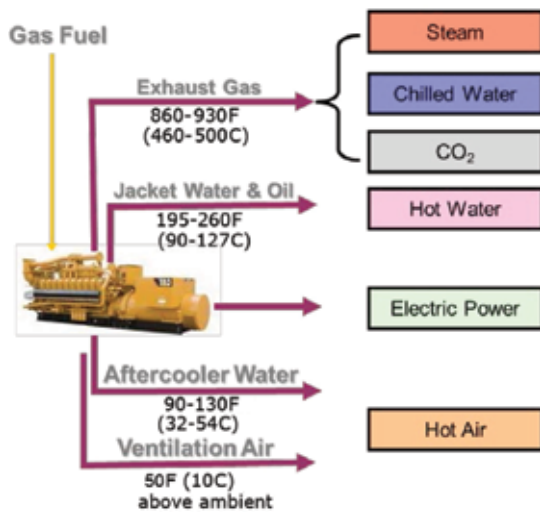 Gas Fuel
Exhaust Gas
860-930F
(460-500C)
Steam
Chilled Water
CO₂
Jacket Water & Oil
195-260F
(90-127C)
Hot Water
Electric Power
Aftercooler Water
90-130F
(32-54C)
Hot Air
Ventilation Air
50F (10C)
above ambient